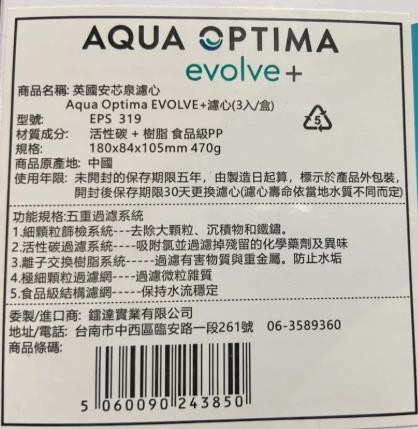 AQUA OPTIMA
evolve+
商品名稱: 英國安芯泉濾心
Aqua Optima EVOLVE+濾心(3入/盒)
型號: EPS 319
材質成分: 活性碳 + 樹脂 食品級PP
規格: 180x84x105mm 470g
商品原產地: 中國
使用年限: 未開封的保存期限五年，由製造日起算，標示於產品外包裝，
開封後保存期限30天更換濾心(濾心壽命依當地水質不同而定)
功能規格:五重過濾系統
1.細顆粒篩檢系統---去除大顆粒、沉積物和鐵鏽。
2.活性碳過濾系統----吸附氯並過濾掉殘留的化學藥劑及異味
3.離子交換樹脂系統-----過濾有害物質與重金屬。防止水垢
4.極細顆粒過濾網----過濾微粒雜質
5.食品級結構濾網-----保持水流穩定
委製/進口商: 鐳達實業有限公司
地址/電話: 台南市中西區臨安路一段261號 06-3589360
商品條碼:
5 060090 243850
5